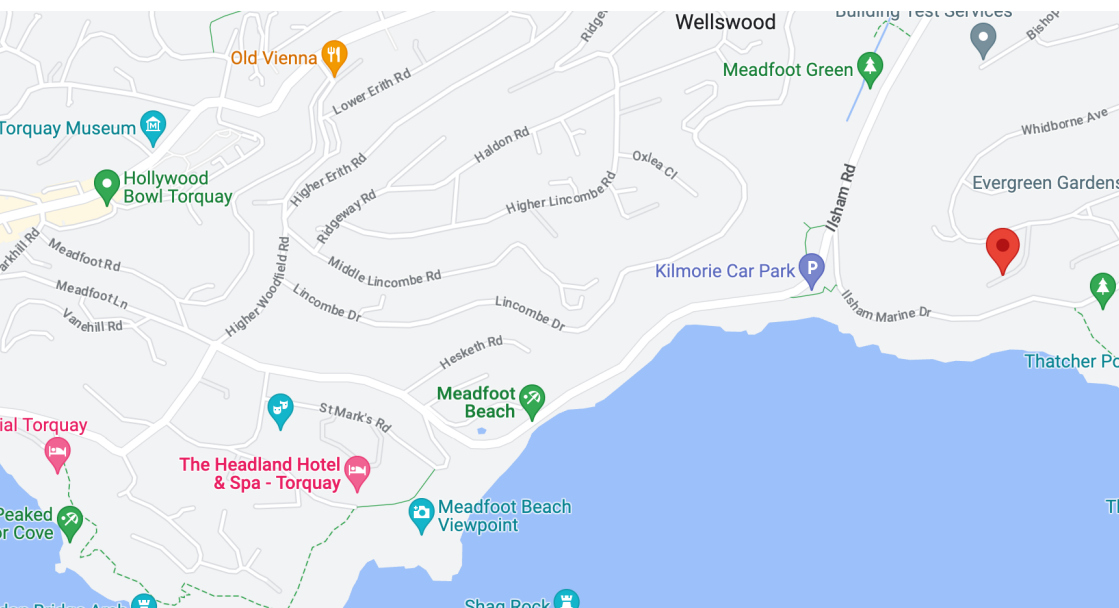 Wellswood
Building Test Services
Ridge
Bishop
Old Vienna
Meadfoot Green
Lower Erith Rd
Torquay Museum
Whidborne Ave
Haldon Rd
Oxlea Cl
Hollywood
Bowl Torquay
Higher Erith Rd
Evergreen Gardens
Higher Lincombe Rd
Ridgeway Rd
Ilsham Rd
arkhill Rd
Meadfoot Rd
Middle Lincombe Rd
Kilmorie Car Park
P
Higher Woodfield Rd
Meadfoot Ln
Lincombe Dr
Lincombe Dr
Ilsham Marine Dr
Vanehill Rd
Hesketh Rd
Thatcher Po
Meadfoot
Beach
St Mark's Rd
ial Torquay
The Headland Hotel
& Spa - Torquay
Meadfoot Beach
Viewpoint
Peaked
or Cove
Th
Shag Rock